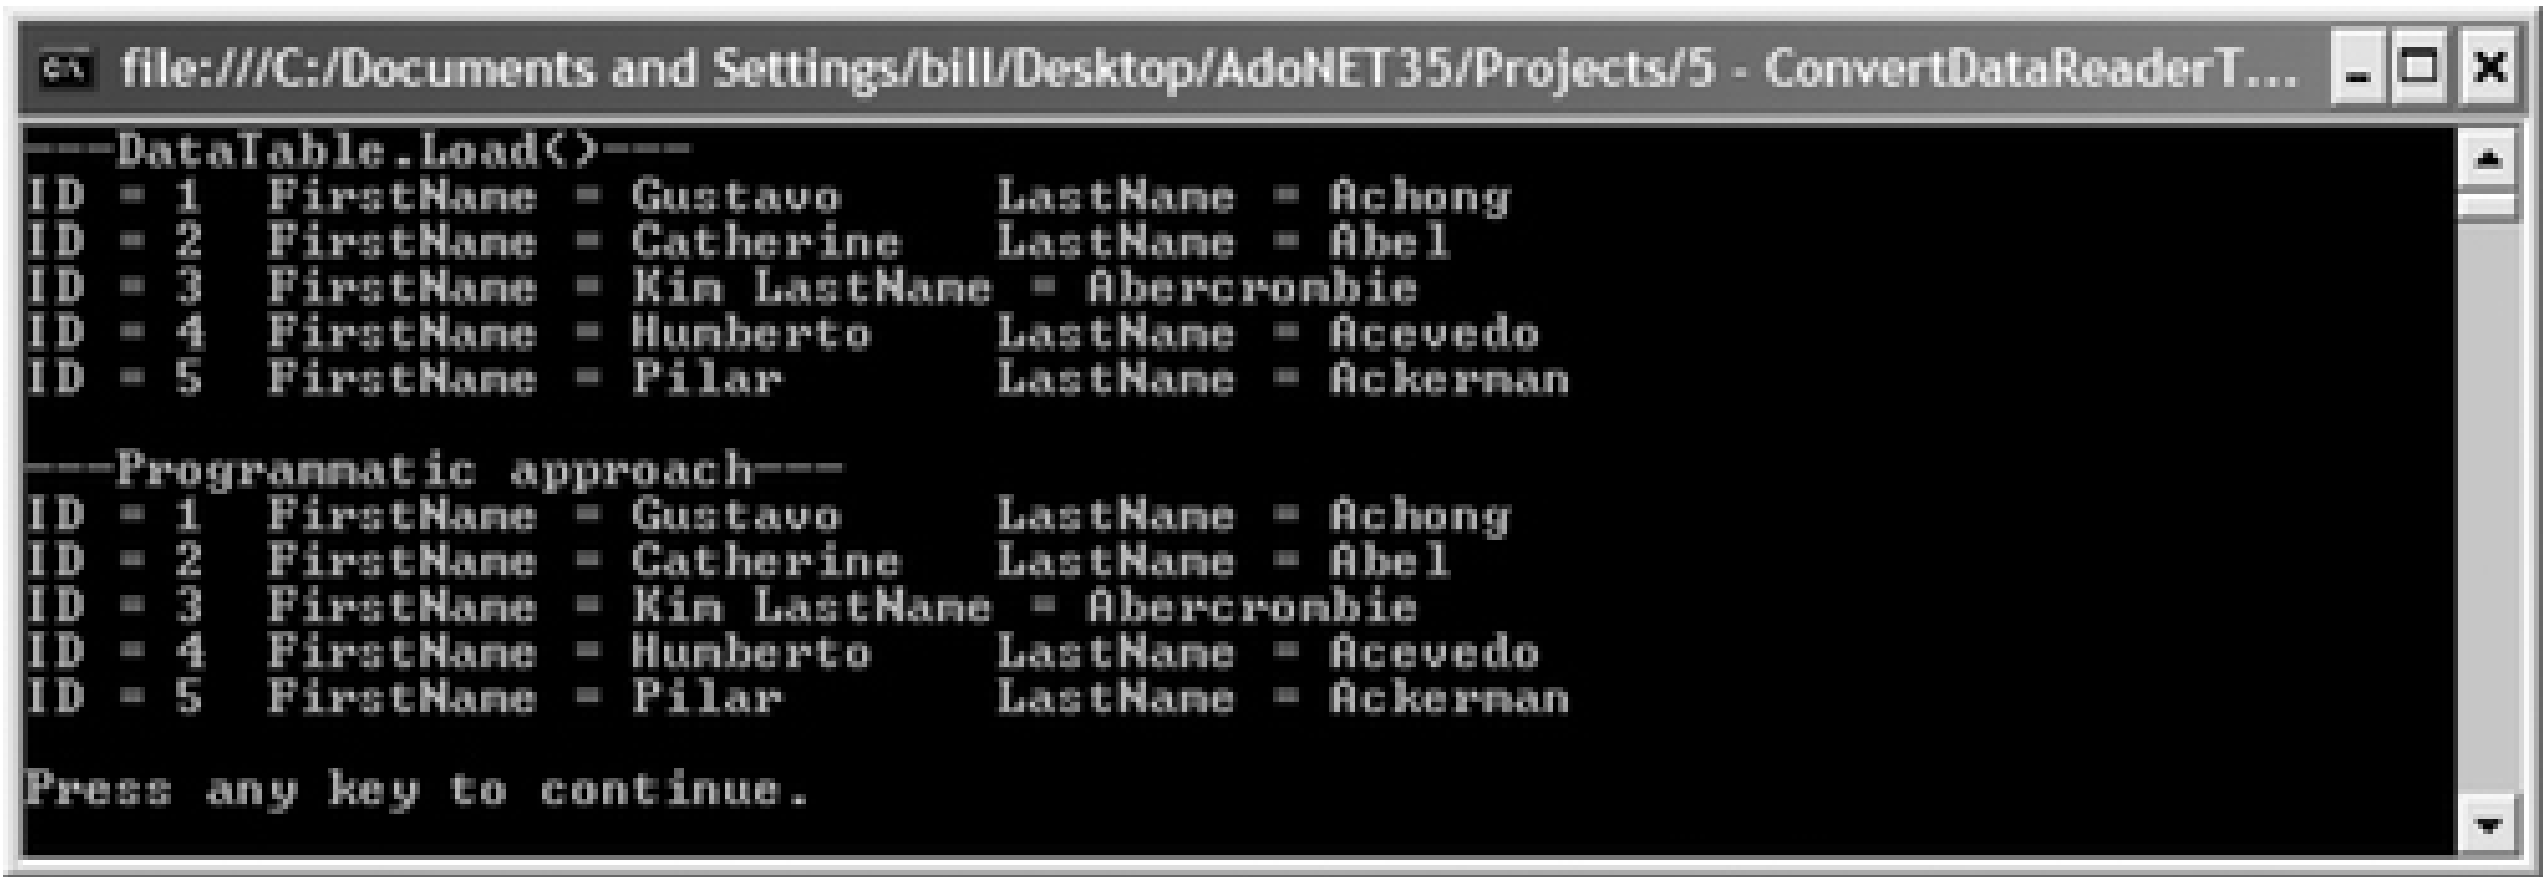 file:///C:/Documents and Settings/bill/Desktop/AdoNET35/Projects/5 - ConvertDataReaderT...
---DataTable.Load()---
ID = 1  FirstName = Gustavo     LastName = Achong
ID = 2  FirstName = Catherine   LastName = Abel
ID = 3  FirstName = Kim LastName = Abercrombie
ID = 4  FirstName = Humberto    LastName = Acevedo
ID = 5  FirstName = Pilar       LastName = Ackerman
---Programmatic approach---
ID = 1  FirstName = Gustavo     LastName = Achong
ID = 2  FirstName = Catherine   LastName = Abel
ID = 3  FirstName = Kim LastName = Abercrombie
ID = 4  FirstName = Humberto    LastName = Acevedo
ID = 5  FirstName = Pilar       LastName = Ackerman
Press any key to continue.